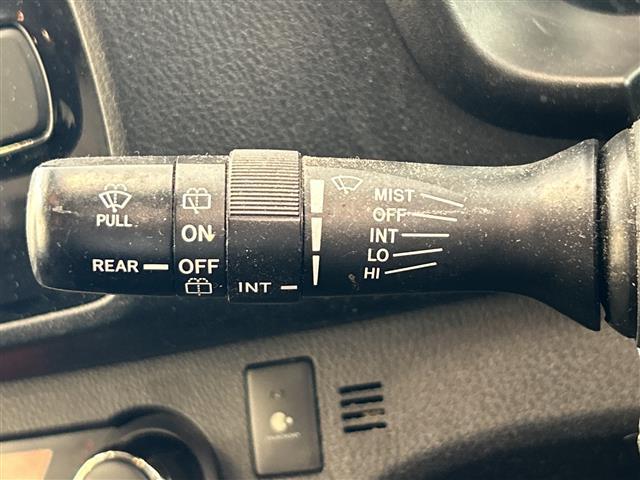 PULL
REAR
ON
OFF
INT
MIST
OFF
INT
LO
HI